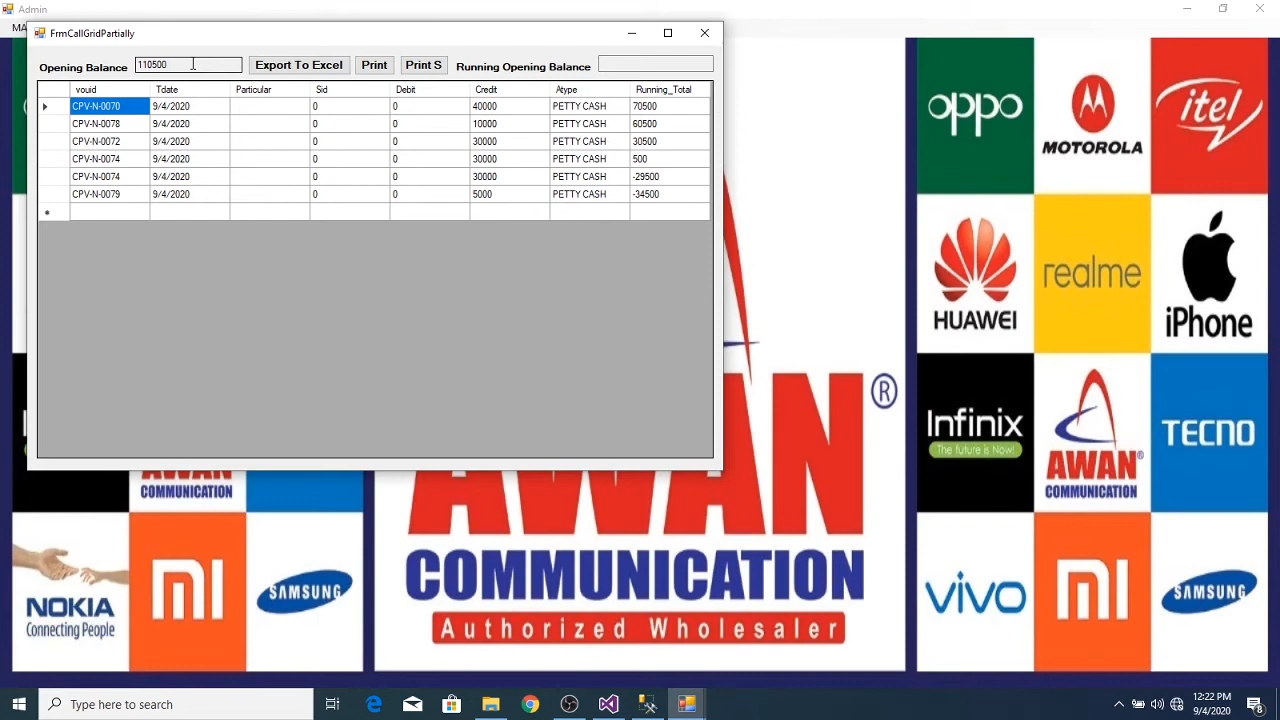 Admin
MA
FrmCallGridPartially
Opening Balance 110500 Export To Excel Print Print S Running Opening Balance
vouid Tdate Particular Sid Debit Credit Atype Running_Total
CPV-N-0070 9/4/2020 0 0 40000 PETTY CASH 70500
CPV-N-0078 9/4/2020 0 0 10000 PETTY CASH 60500
CPV-N-0072 9/4/2020 0 0 30000 PETTY CASH 30500
CPV-N-0074 9/4/2020 0 0 30000 PETTY CASH 500
CPV-N-0074 9/4/2020 0 0 30000 PETTY CASH -29500
CPV-N-0079 9/4/2020 0 0 5000 PETTY CASH -34500
*
oppo
MOTOROLA
itel
HUAWEI
realme
iPhone
Infinix
The future is Now!
AWAN
COMMUNICATION
®
TECNO
vivo
SAMSUNG
AWAN
®
COMMUNICATION
Authorized Wholesaler
AWAN
COMMUNICATION
NOKIA
Connecting People
SAMSUNG
Type here to search
12:22 PM
9/4/2020
8